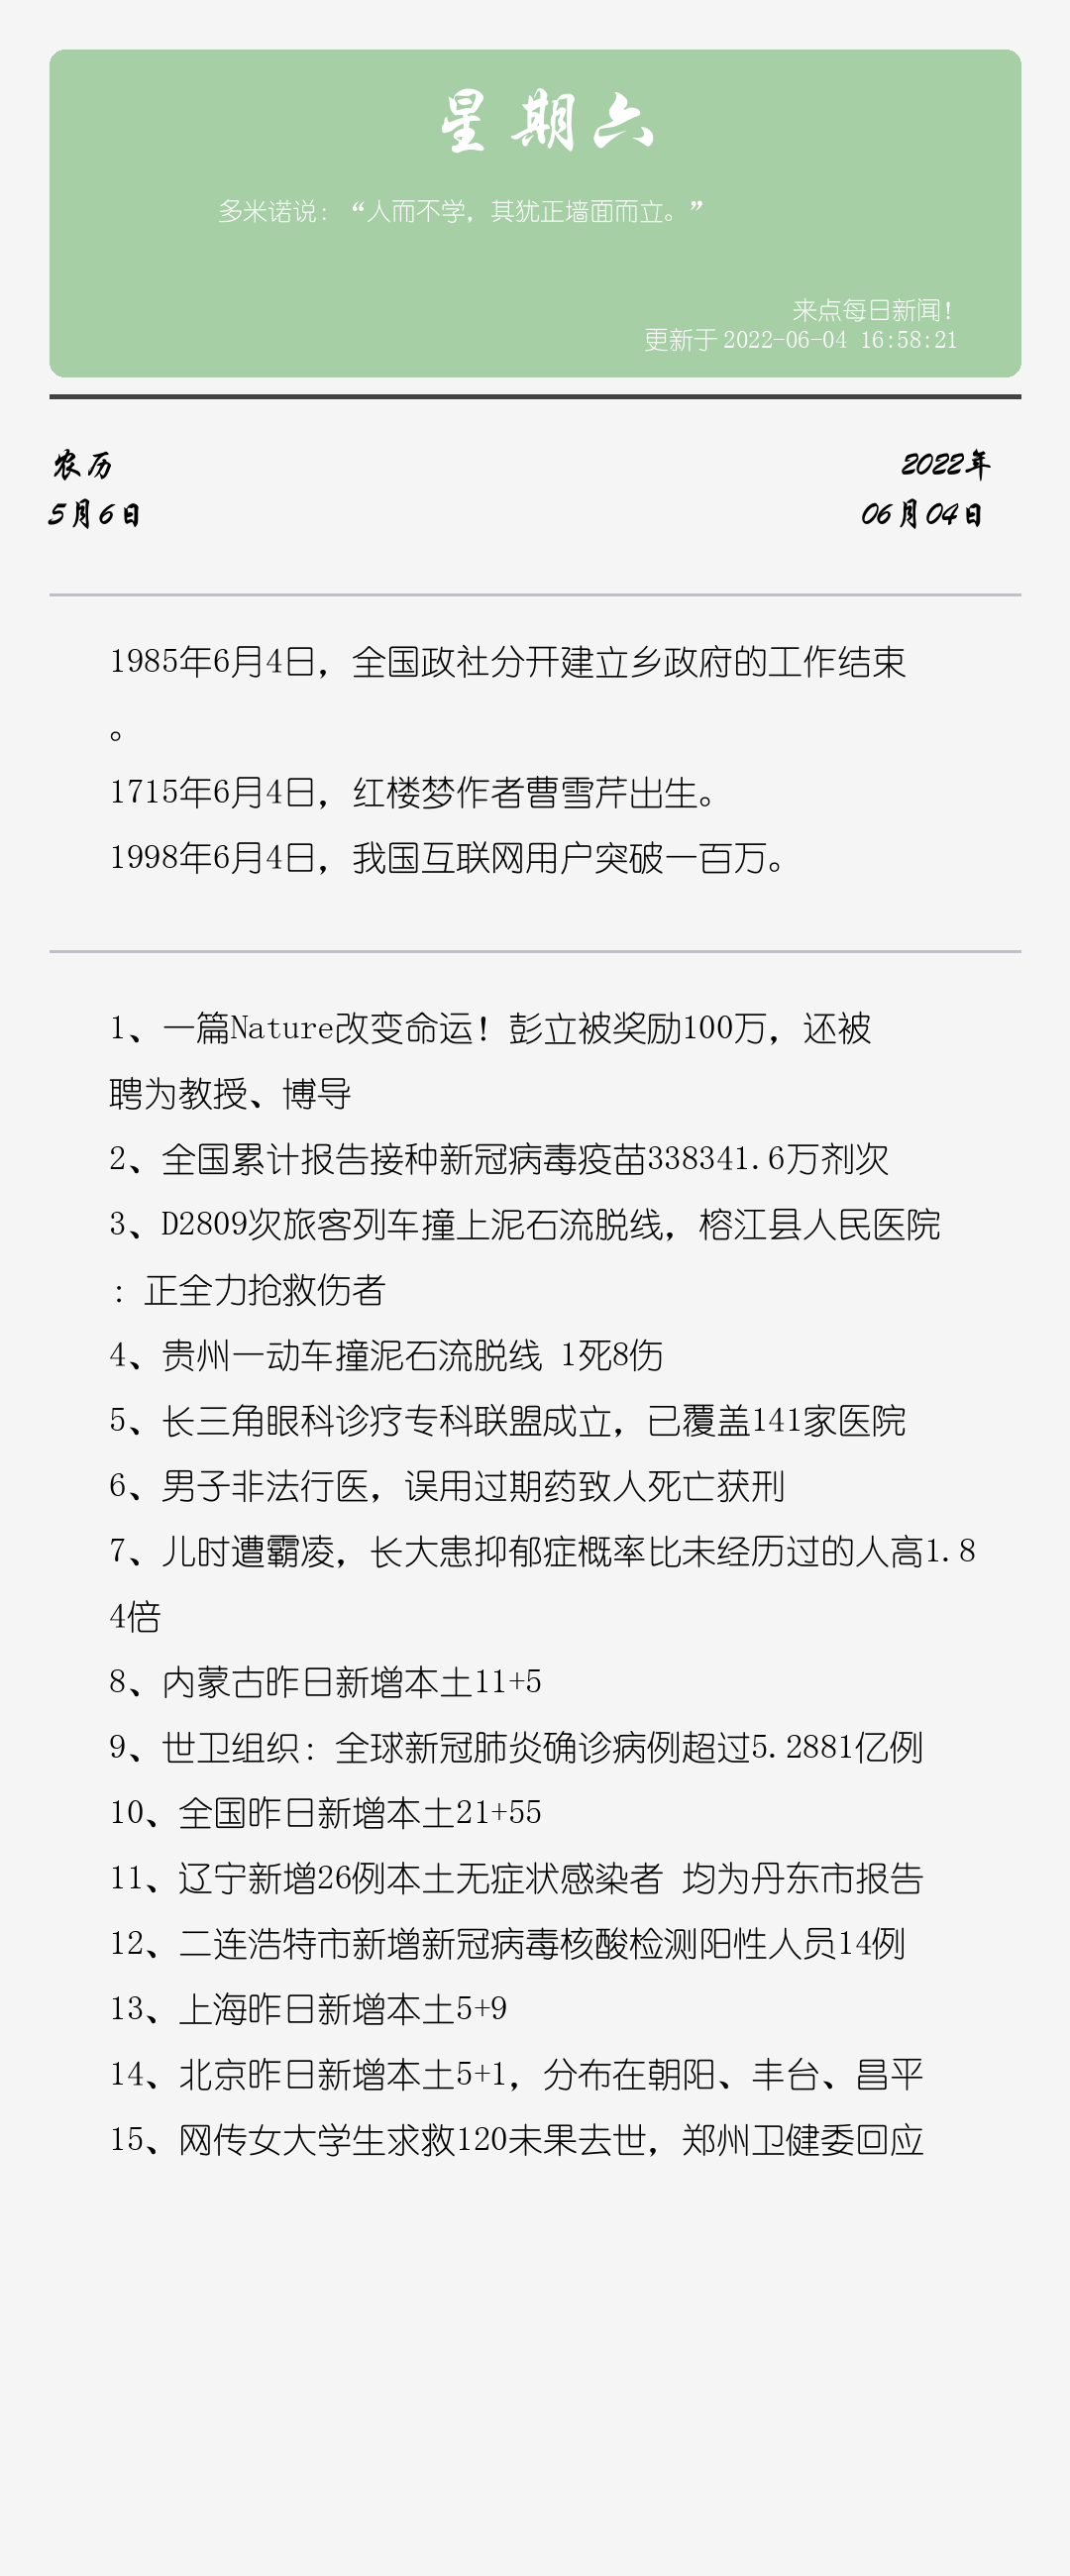 星期六
多米诺说：“人而不学，其犹正墙面而立。”
来点每日新闻！
更新于 2022-06-04 16:58:21
农历
2022年
5月6日
06月04日
1985年6月4日，全国政社分开建立乡政府的工作结束
。
1715年6月4日，红楼梦作者曹雪芹出生。
1998年6月4日，我国互联网用户突破一百万。
1、一篇Nature改变命运！彭立被奖励100万，还被
聘为教授、博导
2、全国累计报告接种新冠病毒疫苗338341.6万剂次
3、D2809次旅客列车撞上泥石流脱线，榕江县人民医院
：正全力抢救伤者
4、贵州一动车撞泥石流脱线 1死8伤
5、长三角眼科诊疗专科联盟成立，已覆盖141家医院
6、男子非法行医，误用过期药致人死亡获刑
7、儿时遭霸凌，长大患抑郁症概率比未经历过的人高1.8
4倍
8、内蒙古昨日新增本土11+5
9、世卫组织：全球新冠肺炎确诊病例超过5.2881亿例
10、全国昨日新增本土21+55
11、辽宁新增26例本土无症状感染者 均为丹东市报告
12、二连浩特市新增新冠病毒核酸检测阳性人员14例
13、上海昨日新增本土5+9
14、北京昨日新增本土5+1，分布在朝阳、丰台、昌平
15、网传女大学生求救120未果去世，郑州卫健委回应